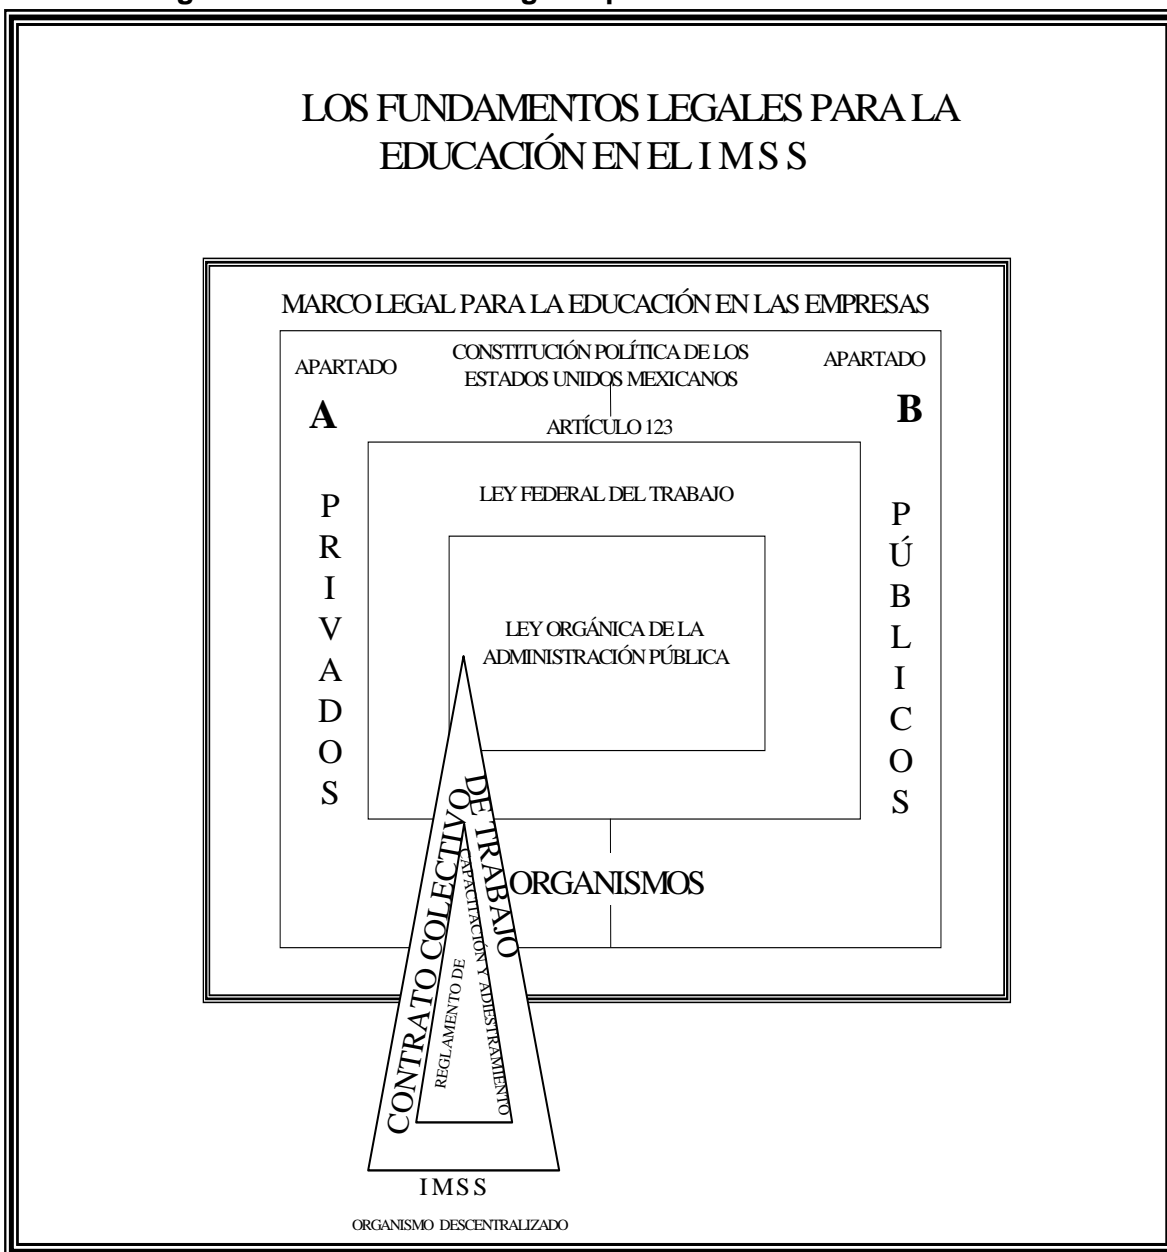 LOS FUNDAMENTOS LEGALES PARA LA
EDUCACIÓN EN EL I M S S
MARCO LEGAL PARA LA EDUCACIÓN EN LAS EMPRESAS
CONSTITUCIÓN POLÍTICA DE LOS
ESTADOS UNIDOS MEXICANOS
ARTÍCULO 123
APARTADO
A
PRIVADOS
APARTADO
B
PÚBLICOS
LEY FEDERAL DEL TRABAJO
LEY ORGÁNICA DE LA
ADMINISTRACIÓN PÚBLICA
ORGANISMOS
CONTRATO COLECTIVO
DE TRABAJO
REGLAMENTO DE
CAPACITACIÓN Y ADIESTRAMIENTO
I M S S
ORGANISMO DESCENTRALIZADO